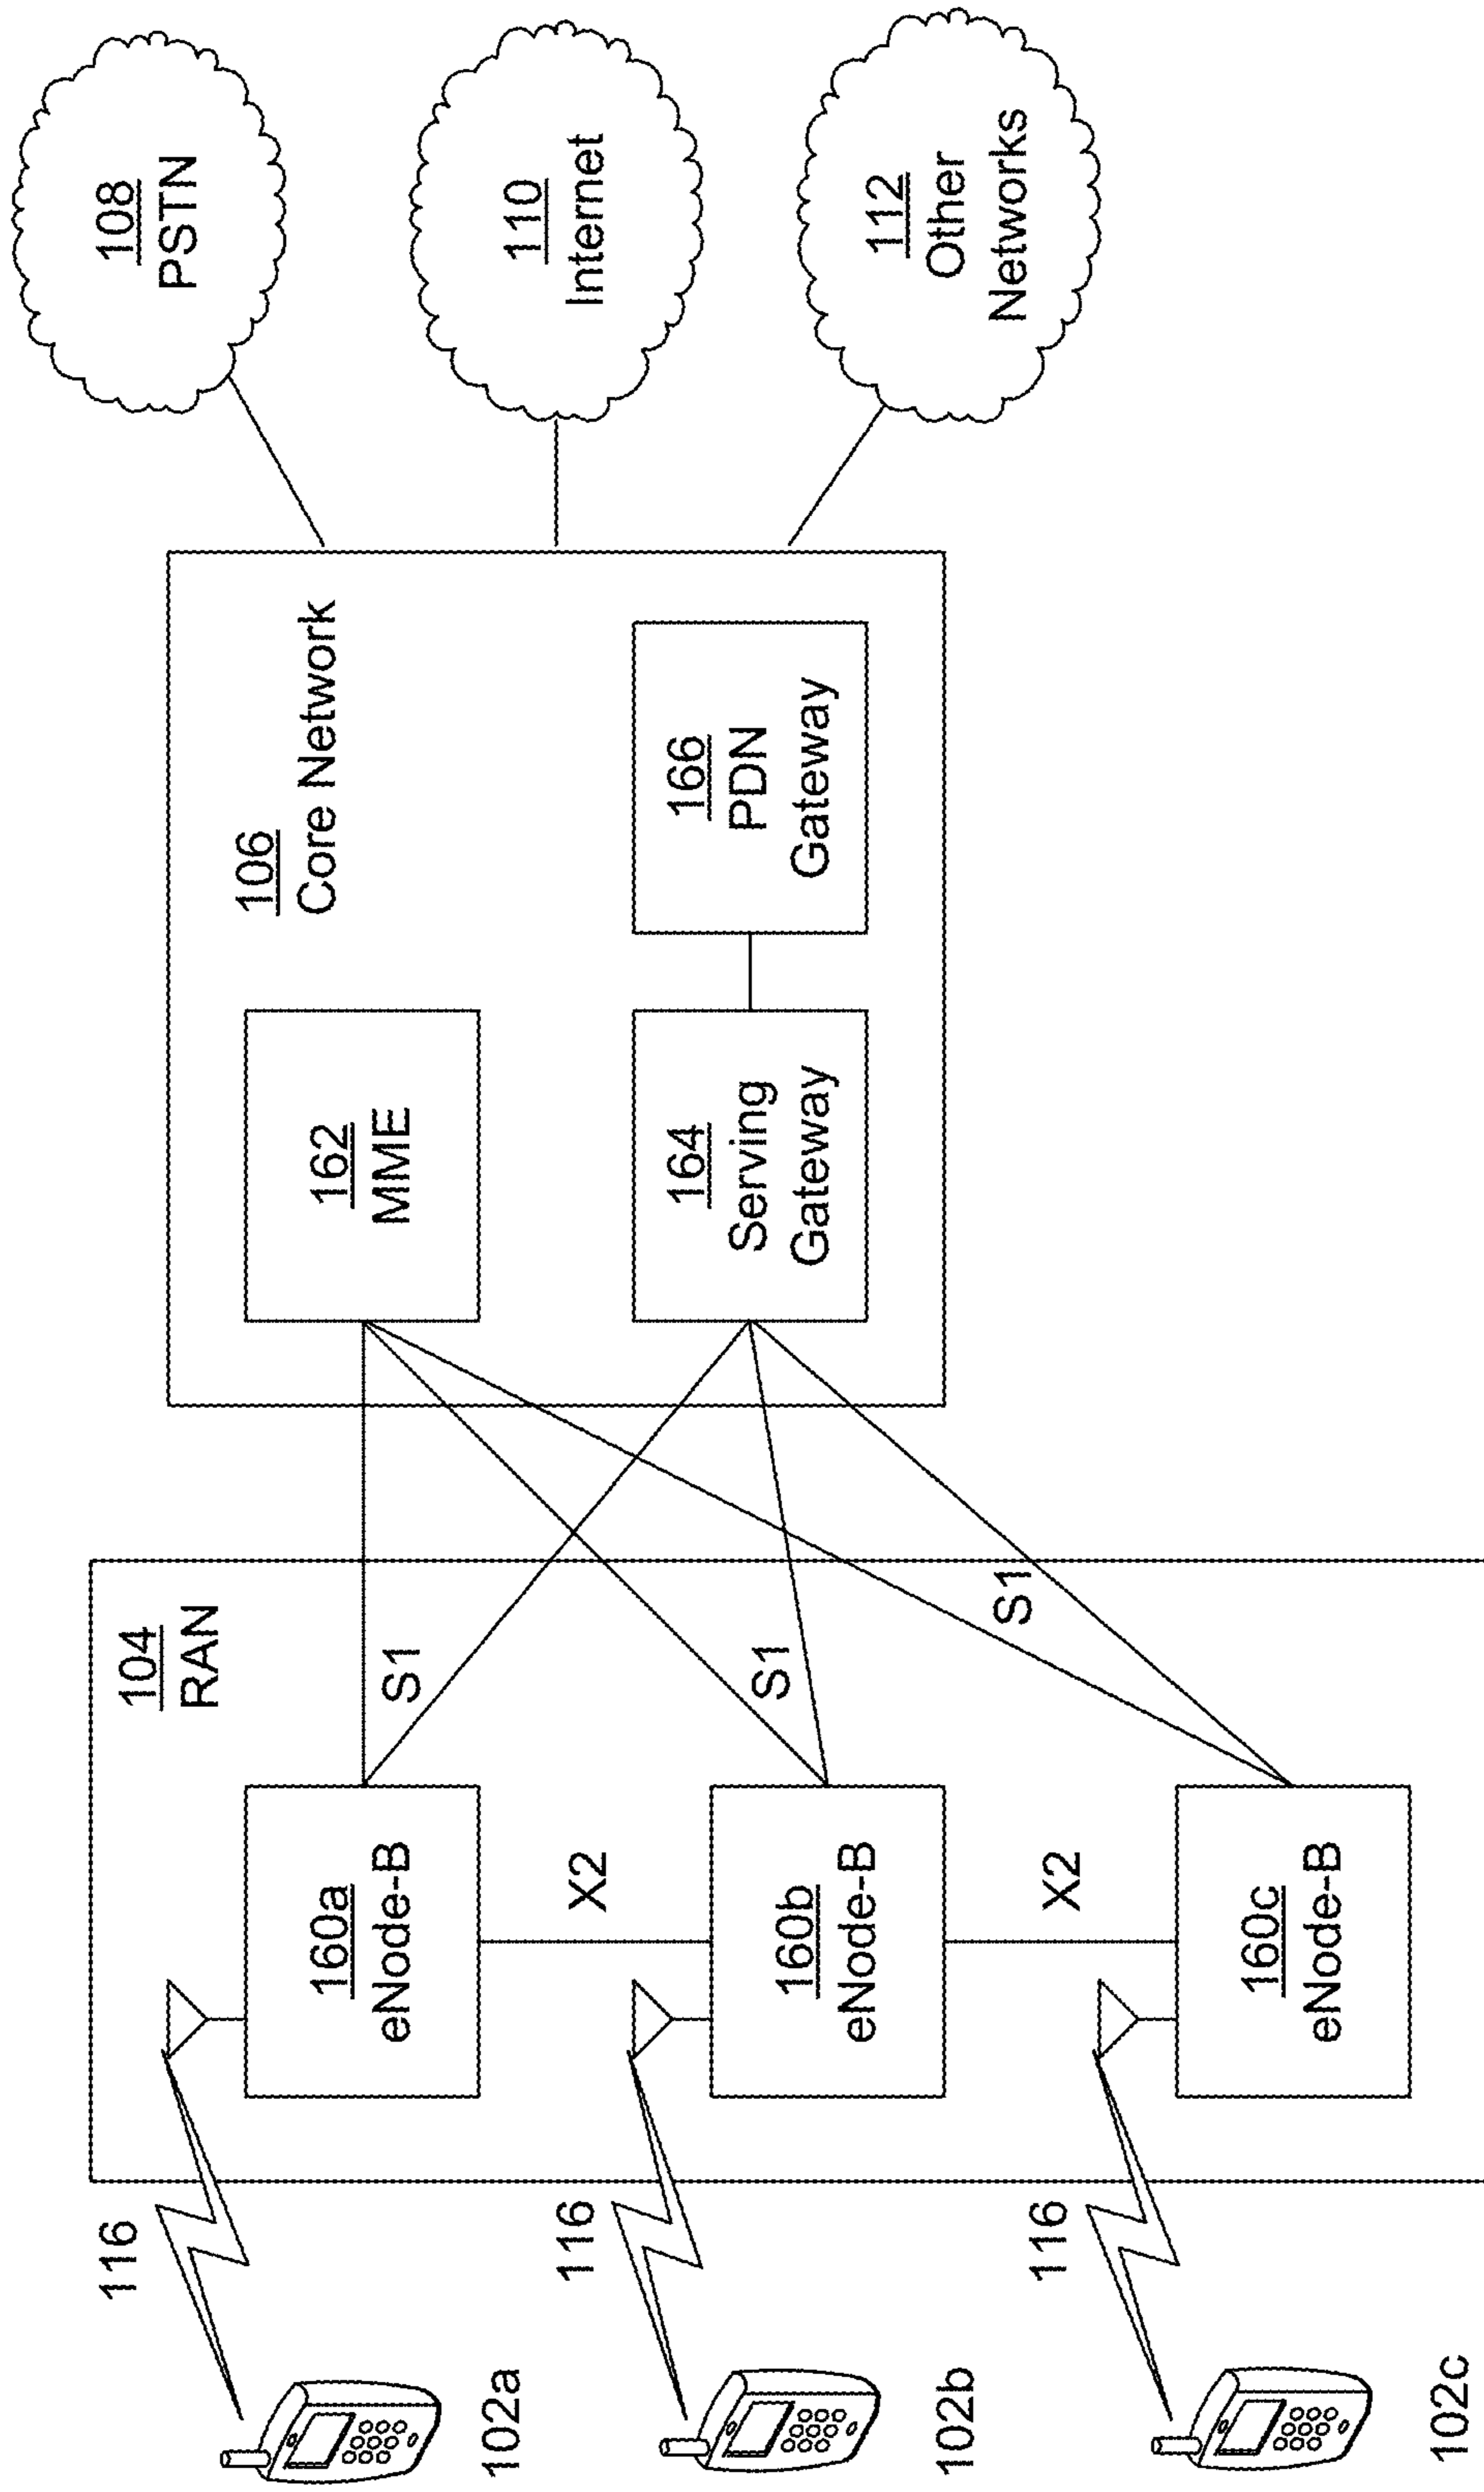 116
102a
116
102b
116
102c
104
RAN
160a
eNode-B
X2
160b
eNode-B
X2
160c
eNode-B
S1
S1
S1
106
Core Network
162
MME
164
Serving
Gateway
166
PDN
Gateway
108
PSTN
110
Internet
112
Other
Networks